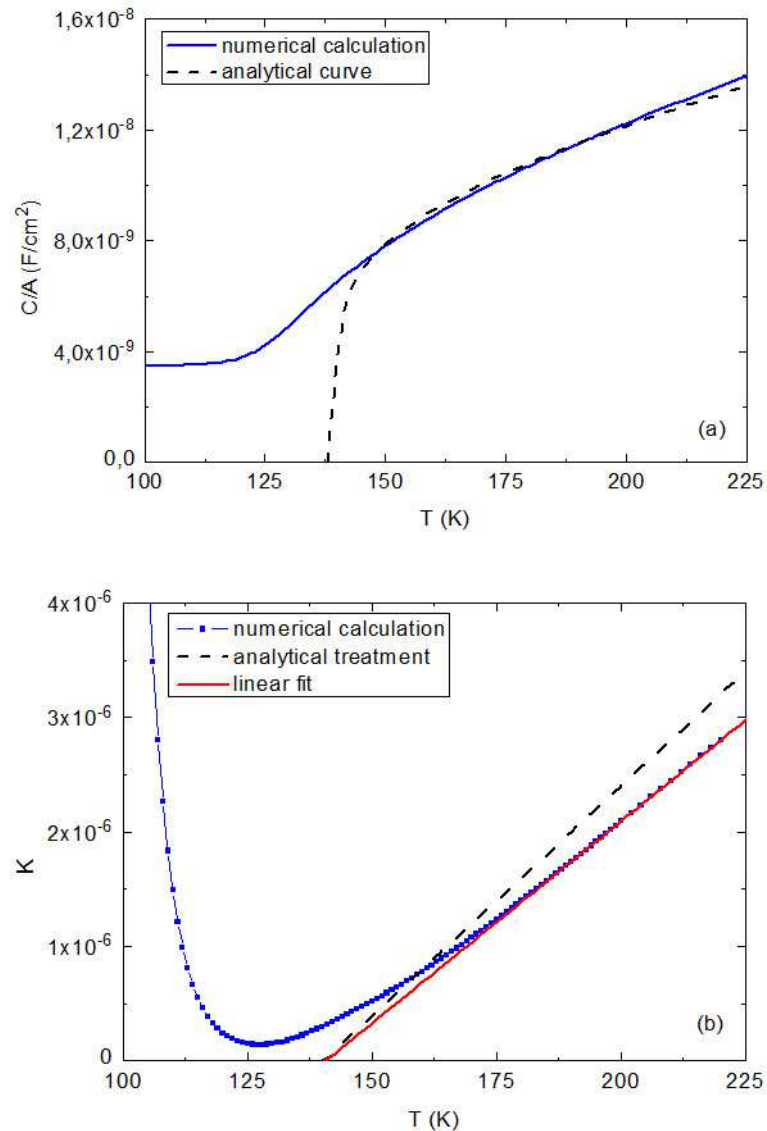 1,6x10⁻⁸
numerical calculation
analytical curve
1,2x10⁻⁸
C/A (F/cm²)
8,0x10⁻⁹
4,0x10⁻⁹
(a)
0,0
100 125 150 175 200 225
T (K)
4x10⁻⁶
numerical calculation
analytical treatment
linear fit
3x10⁻⁶
K
2x10⁻⁶
1x10⁻⁶
(b)
0
100 125 150 175 200 225
T (K)